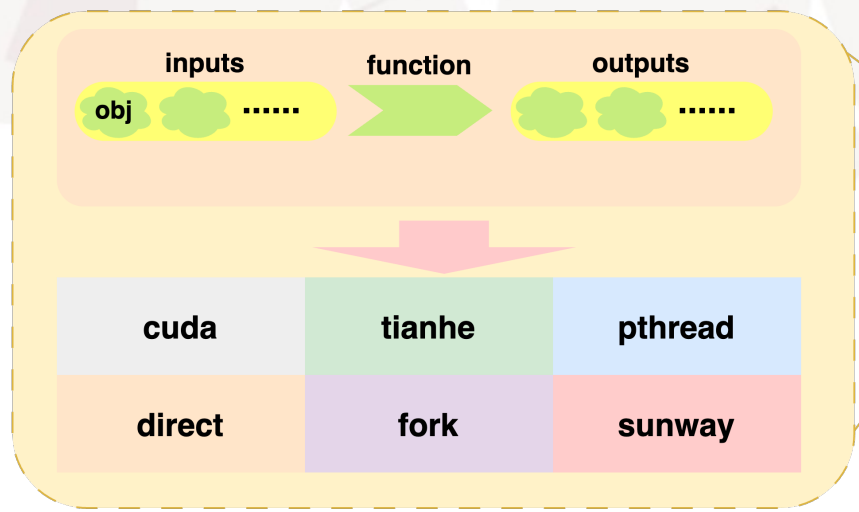 inputs function outputs
obj ...... ......
cuda tianhe pthread
direct fork sunway